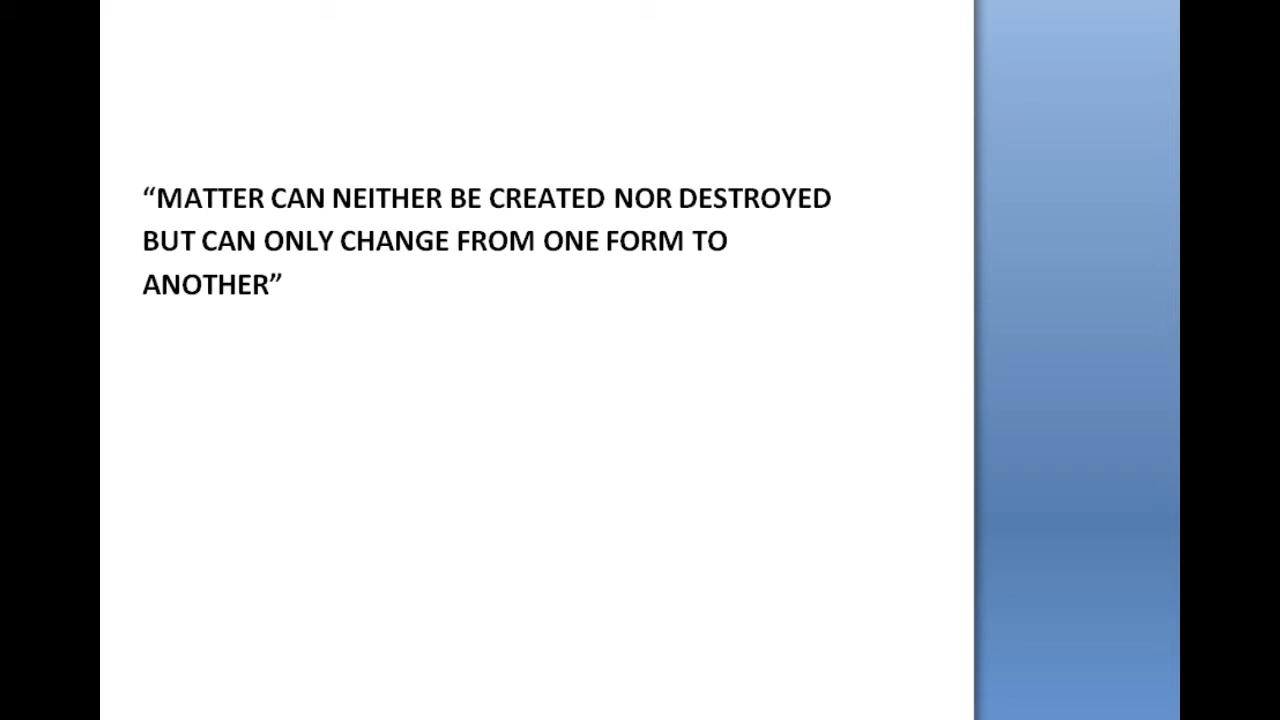 “MATTER CAN NEITHER BE CREATED NOR DESTROYED
BUT CAN ONLY CHANGE FROM ONE FORM TO
ANOTHER”